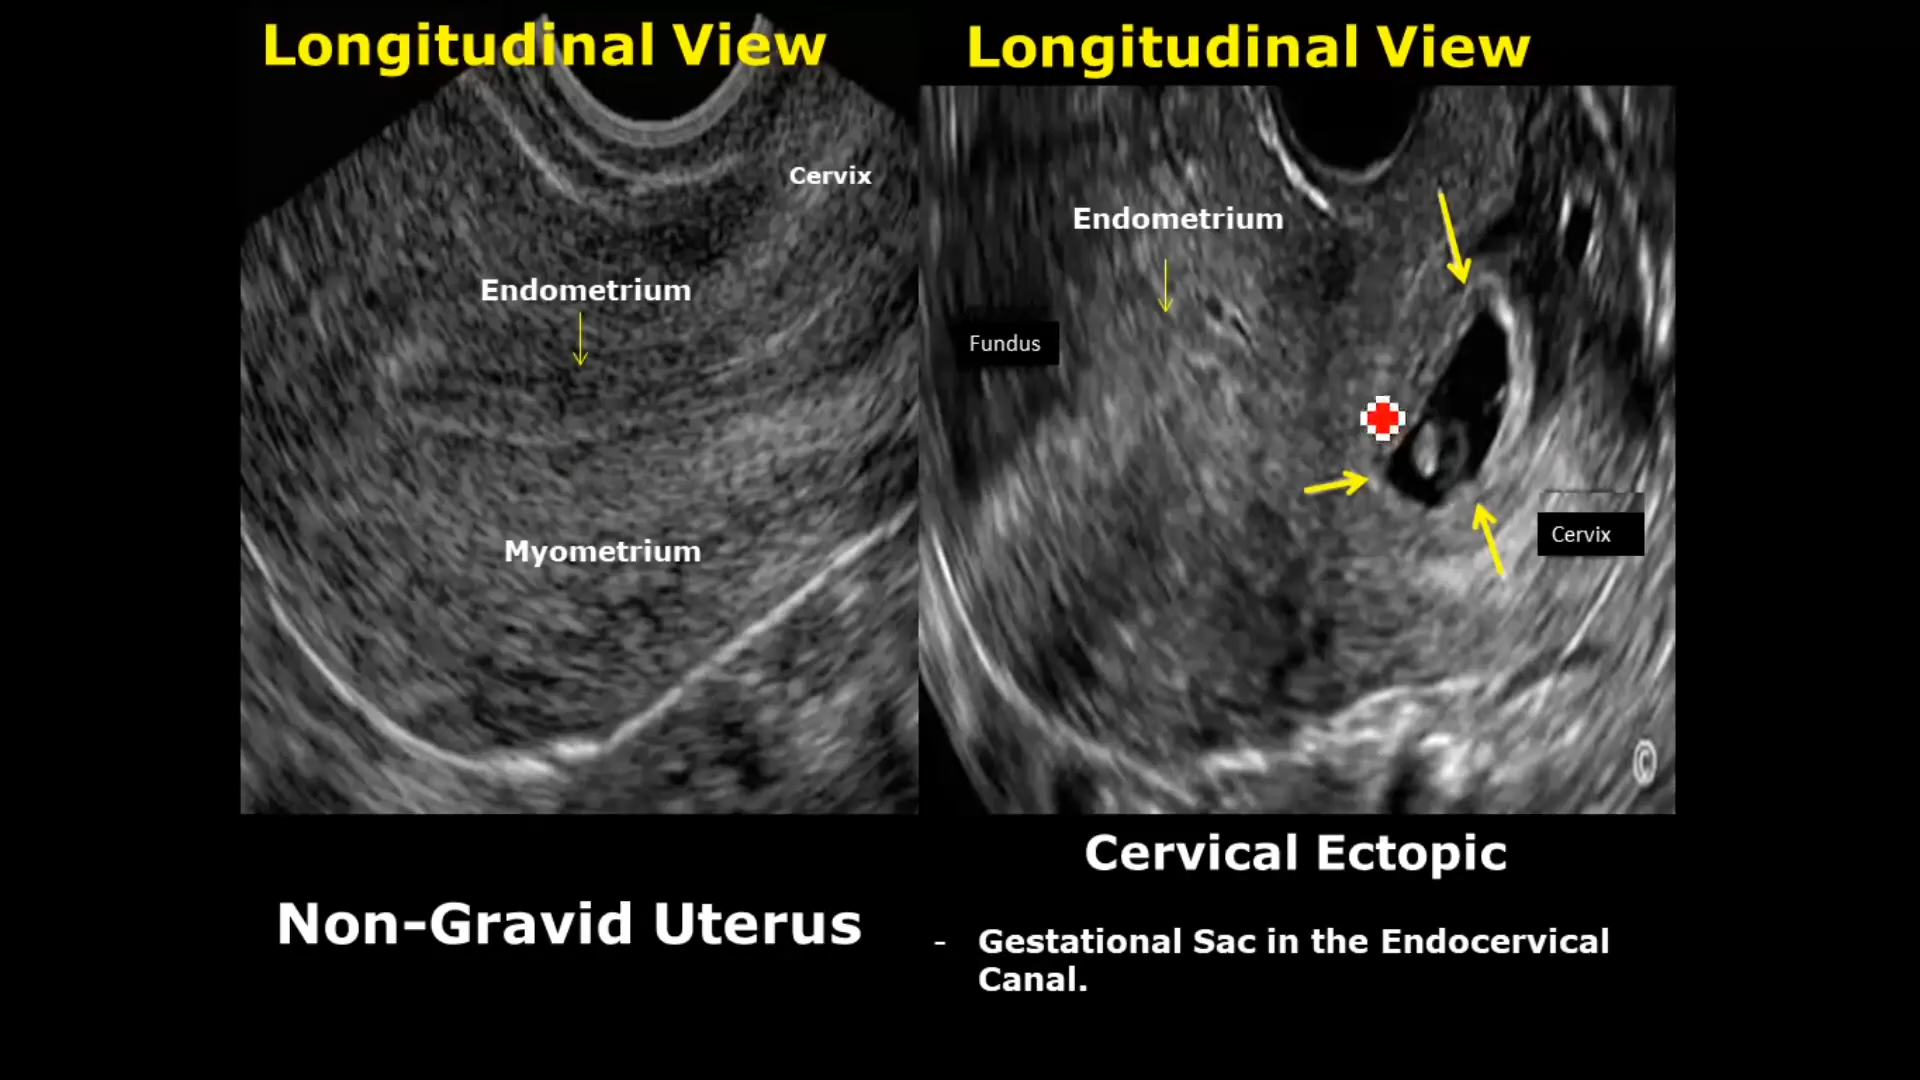 Longitudinal View
Cervix
Endometrium
Myometrium
Non-Gravid Uterus
Longitudinal View
Endometrium
Fundus
Cervix
©
Cervical Ectopic
- Gestational Sac in the Endocervical
Canal.